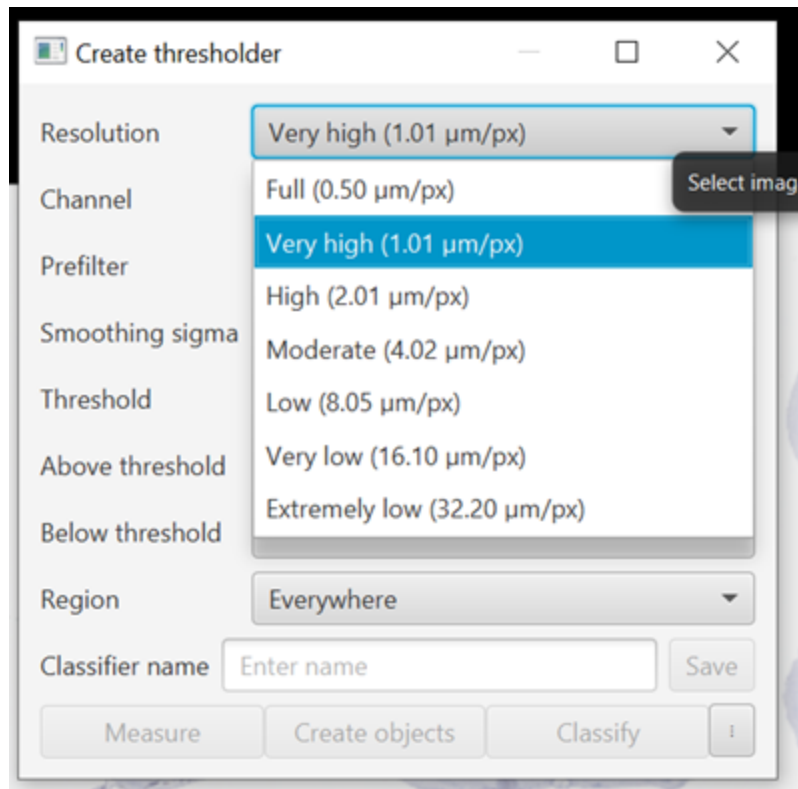 Create thresholder
Resolution Very high (1.01 µm/px)
Select imag
Channel
Full (0.50 µm/px)
Very high (1.01 µm/px)
Prefilter
High (2.01 µm/px)
Smoothing sigma
Moderate (4.02 µm/px)
Threshold
Low (8.05 µm/px)
Above threshold
Very low (16.10 µm/px)
Extremely low (32.20 µm/px)
Below threshold
Region Everywhere
Classifier name Enter name Save
Measure Create objects Classify